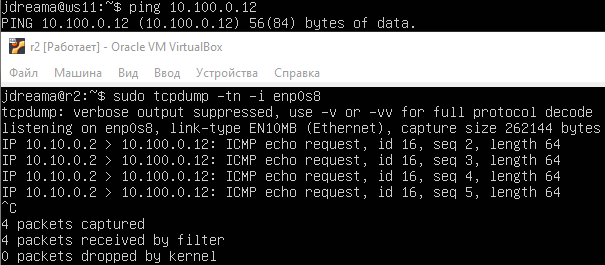 jdreama@ws11:~$ ping 10.100.0.12
PING 10.100.0.12 (10.100.0.12) 56(84) bytes of data.
r2 [Работает] - Oracle VM VirtualBox
Файл Машина Вид Ввод Устройства Справка
jdreama@r2:~$ sudo tcpdump -tn -i enp0s8
tcpdump: verbose output suppressed, use -v or -vv for full protocol decode
listening on enp0s8, link-type EN10MB (Ethernet), capture size 262144 bytes
IP 10.10.0.2 > 10.100.0.12: ICMP echo request, id 16, seq 2, length 64
IP 10.10.0.2 > 10.100.0.12: ICMP echo request, id 16, seq 3, length 64
IP 10.10.0.2 > 10.100.0.12: ICMP echo request, id 16, seq 4, length 64
IP 10.10.0.2 > 10.100.0.12: ICMP echo request, id 16, seq 5, length 64
^C
4 packets captured
4 packets received by filter
0 packets dropped by kernel